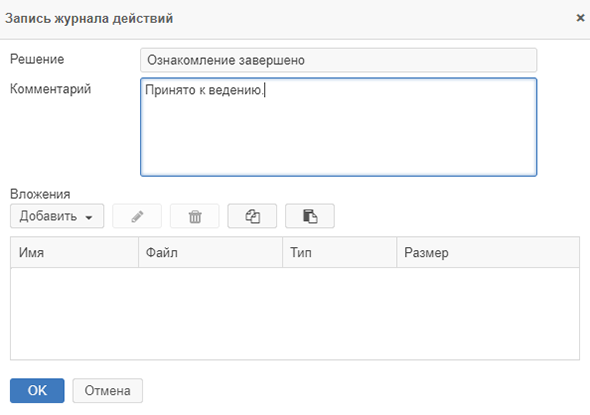 Запись журнала действий ×
Решение Ознакомление завершено
Комментарий Принято к ведению.
Вложения
Добавить
Имя Файл Тип Размер
OK Отмена